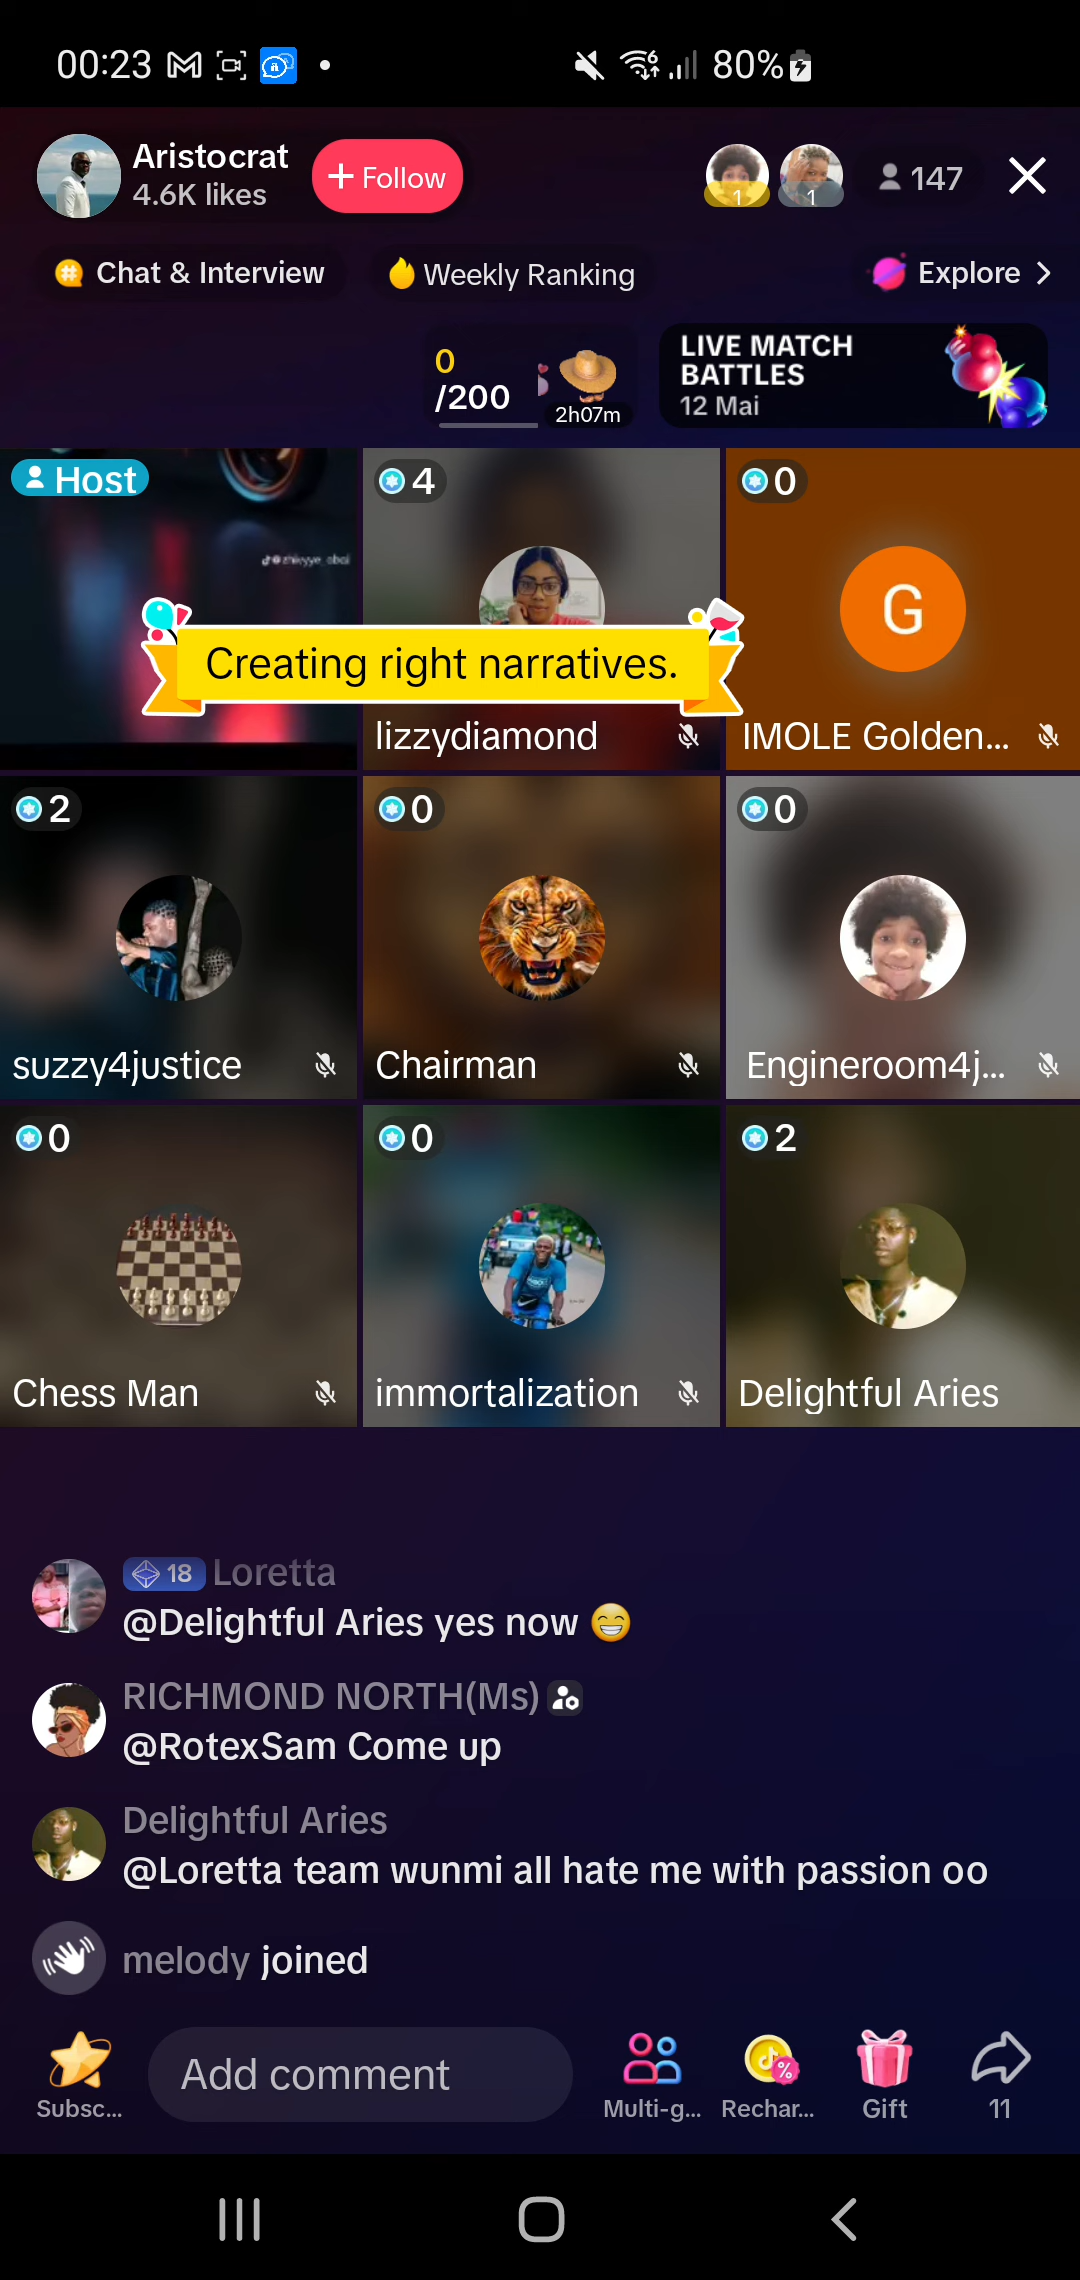 00:23
80%
Aristocrat
4.6K likes
+ Follow
1
1
147
Chat & Interview
Weekly Ranking
Explore
0
/200
2h07m
LIVE MATCH
BATTLES
12 Mai
Host
4
0
G
Creating right narratives.
lizzydiamond
IMOLE Golden...
2
0
0
suzzy4justice
Chairman
Engineroom4j...
0
0
2
Chess Man
immortalization
Delightful Aries
18 Loretta
@Delightful Aries yes now 😁
RICHMOND NORTH(Ms)
@RotexSam Come up
Delightful Aries
@Loretta team wunmi all hate me with passion oo
melody joined
Add comment
Subsc...
Multi-g...
Rechar...
Gift
11